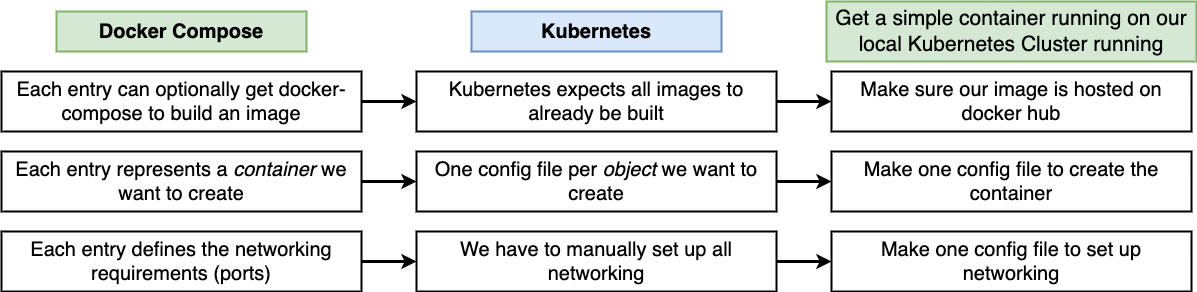 Docker Compose
Kubernetes
Get a simple container running on our
local Kubernetes Cluster running
Each entry can optionally get docker-
compose to build an image
Kubernetes expects all images to
already be built
Make sure our image is hosted on
docker hub
Each entry represents a container we
want to create
One config file per object we want to
create
Make one config file to create the
container
Each entry defines the networking
requirements (ports)
We have to manually set up all
networking
Make one config file to set up
networking